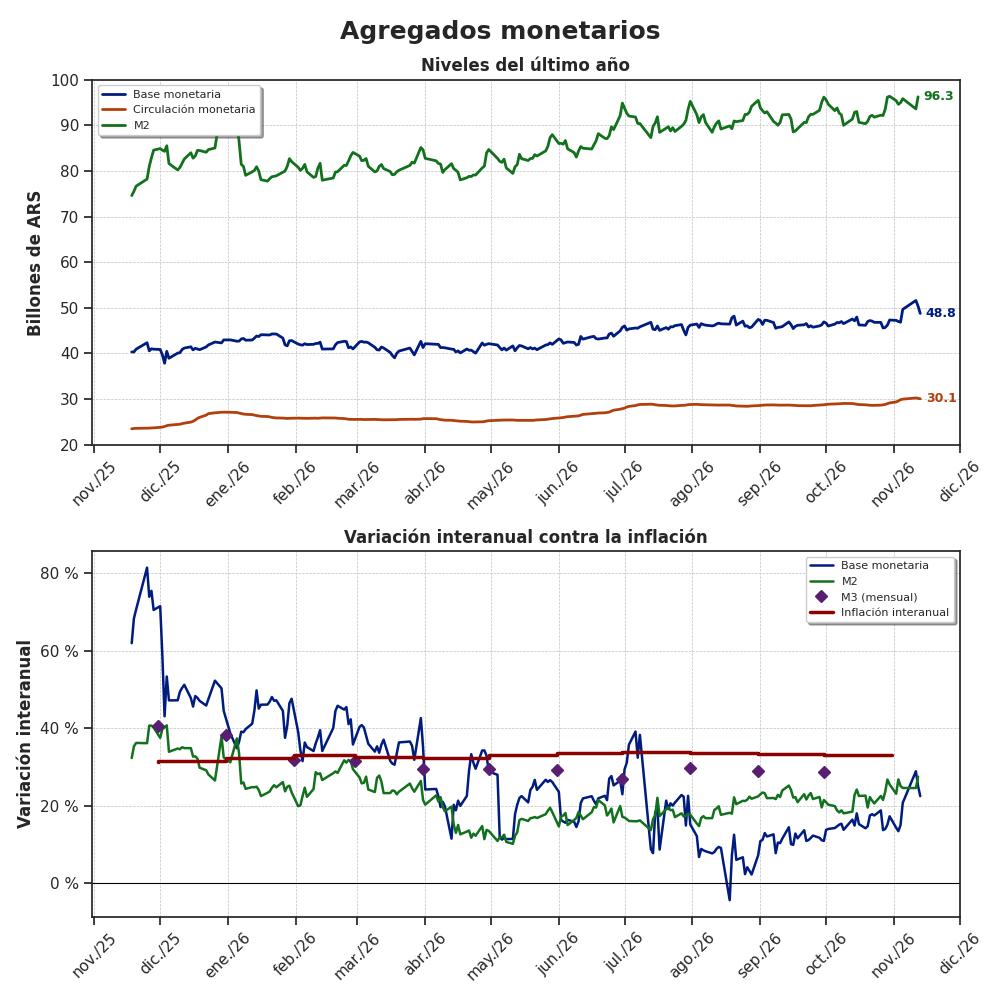 Agregados monetarios
Niveles del último año
Base monetaria
Circulación monetaria
M2
Billones de ARS
100
90
80
70
60
50
40
30
20
96.3
48.8
30.1
nov./25
dic./25
ene./26
feb./26
mar./26
abr./26
may./26
jun./26
jul./26
ago./26
sep./26
oct./26
nov./26
dic./26
Variación interanual contra la inflación
Base monetaria
M2
M3 (mensual)
Inflación interanual
Variación interanual
80 %
60 %
40 %
20 %
0 %
nov./25
dic./25
ene./26
feb./26
mar./26
abr./26
may./26
jun./26
jul./26
ago./26
sep./26
oct./26
nov./26
dic./26